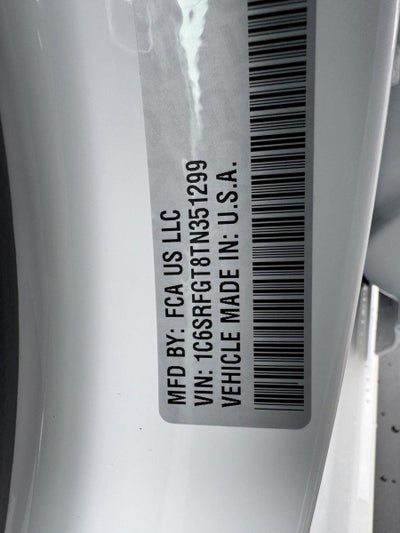 MFD BY: FCA US LLC
VIN: 1C6SRFGT8TN351299
VEHICLE MADE IN: U.S.A.